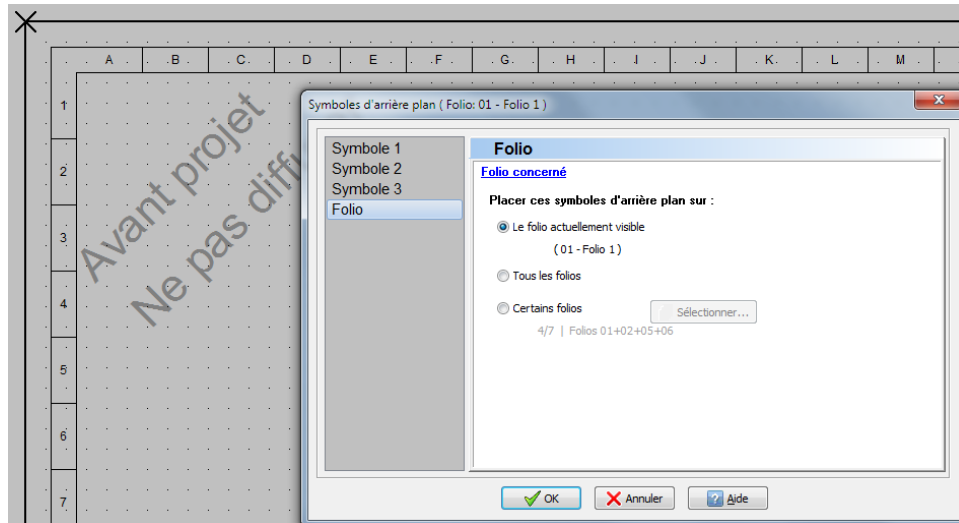 A B C D E F G H I J K L M
1
2
3
4
5
6
7
Avant projet
Ne pas diffu
Symboles d'arrière plan ( Folio: 01 - Folio 1 )
Symbole 1
Symbole 2
Symbole 3
Folio
Folio
Folio concerné
Placer ces symboles d'arrière plan sur :
Le folio actuellement visible
( 01 - Folio 1 )
Tous les folios
Certains folios
Sélectionner...
4/7 | Folios 01+02+05+06
OK
Annuler
Aide